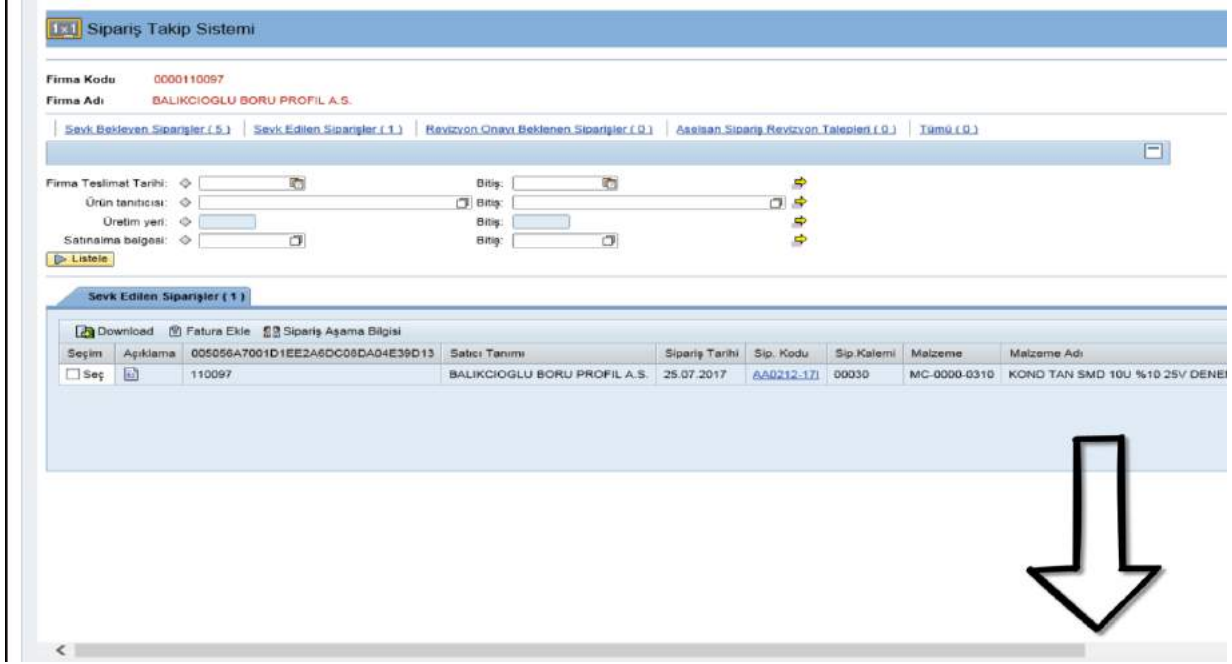 1x1 Sipariş Takip Sistemi
Firma Kodu 0000110097
Firma Adı BALIKCIOGLU BORU PROFIL A.S.
Sevk Bekleyen Siparişler ( 5 ) Sevk Edilen Siparişler ( 1 ) Revizyon Onayı Beklenen Siparişler ( 0 ) Aselsan Sipariş Revizyon Talepleri ( 0 ) Tümü ( 0 )
Firma Teslimat Tarihi: Bitiş:
Ürün tanıtıcısı: Bitiş:
Üretim yeri: Bitiş:
Satınalma belgesi: Bitiş:
Listele
Sevk Edilen Siparişler ( 1 )
Download Fatura Ekle Sipariş Aşama Bilgisi
Seçim Açıklama 005056A7001D1EE2A6DC08DA04E39D13 Satıcı Tanımı Sipariş Tarihi Sip. Kodu Sip.Kalemi Malzeme Malzeme Adı
Seç 110097 BALIKCIOGLU BORU PROFIL A.S. 25.07.2017 AA0212-17I 00030 MC-0000-0310 KOND TAN SMD 10U %10 25V DENE